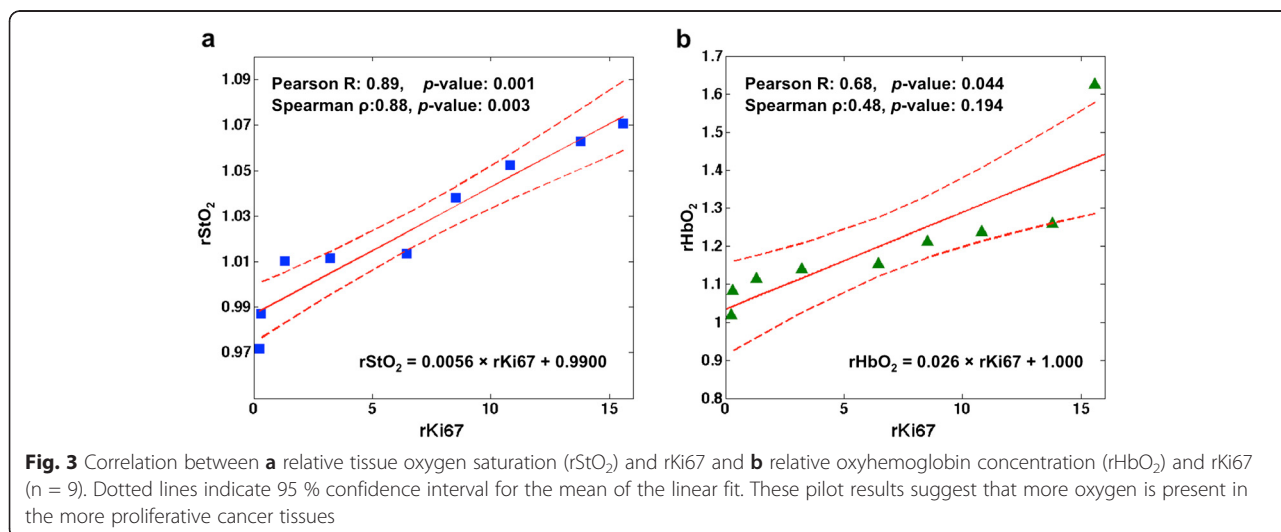 a
Pearson R: 0.89, p-value: 0.001
Spearman ρ:0.88, p-value: 0.003
1.09
1.07
1.05
1.03
1.01
0.99
0.97
rStO₂
rStO₂ = 0.0056 × rKi67 + 0.9900
0 5 10 15
rKi67
b
Pearson R: 0.68, p-value: 0.044
Spearman ρ:0.48, p-value: 0.194
1.7
1.6
1.5
1.4
1.3
1.2
1.1
1
0.9
0.8
rHbO₂
rHbO₂ = 0.026 × rKi67 + 1.000
0 5 10 15
rKi67
Fig. 3 Correlation between a relative tissue oxygen saturation (rStO₂) and rKi67 and b relative oxyhemoglobin concentration (rHbO₂) and rKi67
(n = 9). Dotted lines indicate 95 % confidence interval for the mean of the linear fit. These pilot results suggest that more oxygen is present in
the more proliferative cancer tissues